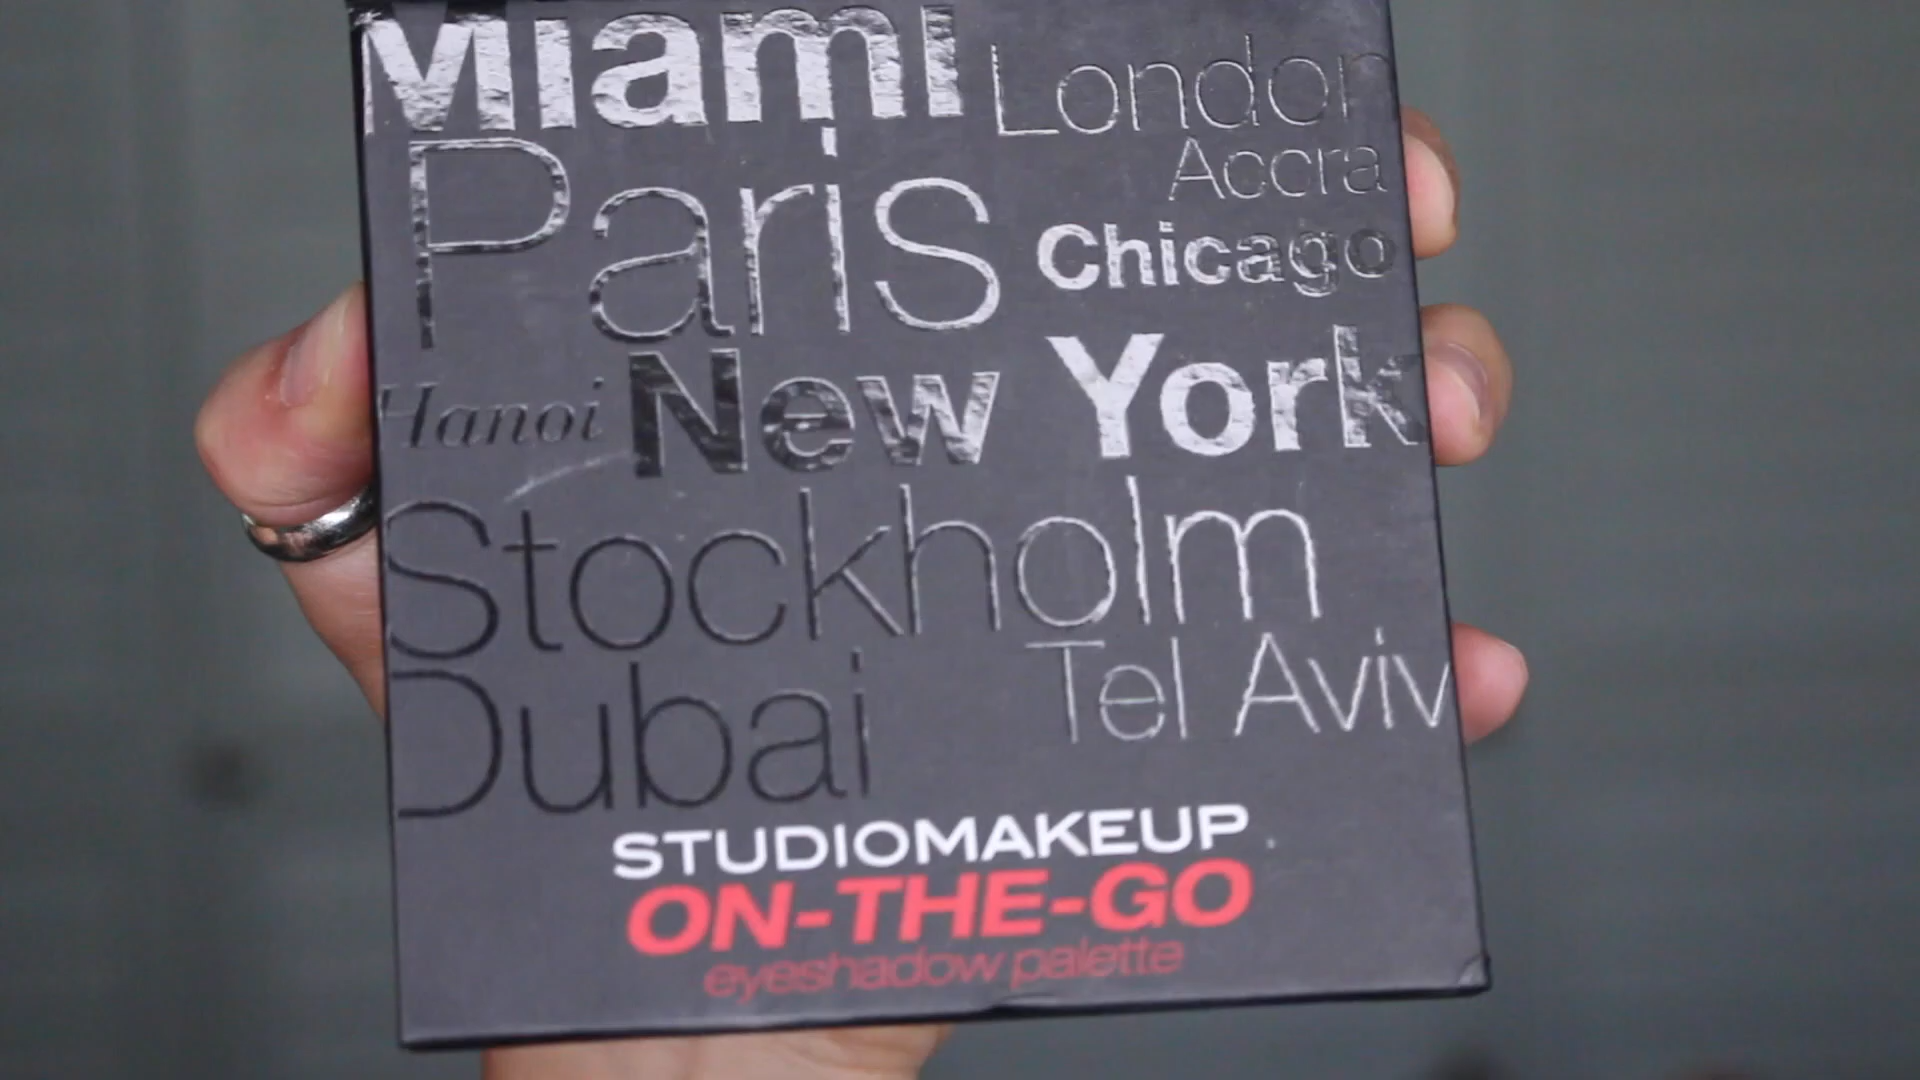 Miami
London
Accra
Paris
Chicago
Hanoi
New York
Stockholm
Dubai
Tel Aviv
STUDIOMAKEUP
ON-THE-GO
eyeshadow palette